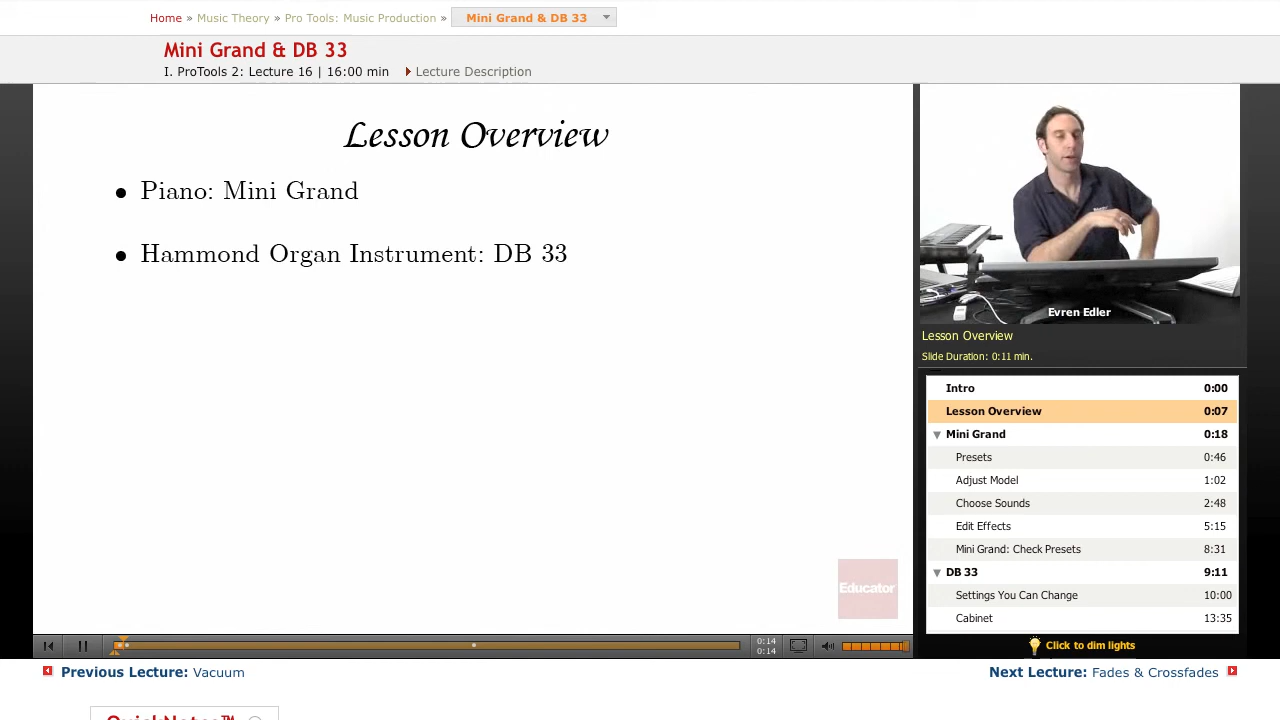 Home » Music Theory » Pro Tools: Music Production » Mini Grand & DB 33
Mini Grand & DB 33
I. ProTools 2: Lecture 16 | 16:00 min Lecture Description
Lesson Overview
• Piano: Mini Grand
• Hammond Organ Instrument: DB 33
Educator
Evren Edler
Lesson Overview
Slide Duration: 0:11 min.
Intro 0:00
Lesson Overview 0:07
Mini Grand 0:18
Presets 0:46
Adjust Model 1:02
Choose Sounds 2:48
Edit Effects 5:15
Mini Grand: Check Presets 8:31
DB 33 9:11
Settings You Can Change 10:00
Cabinet 13:35
0:14
0:14
Click to dim lights
Previous Lecture: Vacuum
Next Lecture: Fades & Crossfades
QuickNotes™